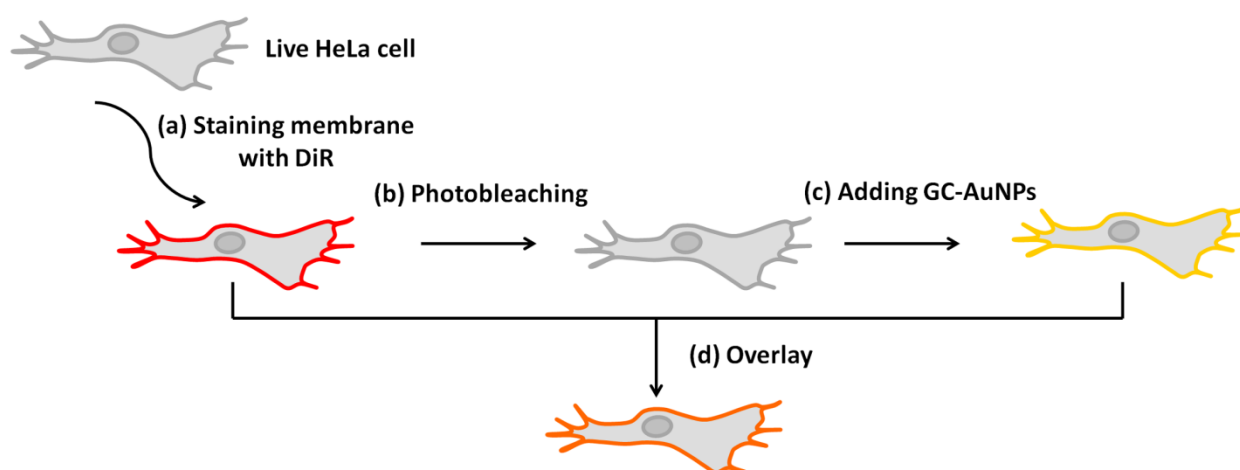 Live HeLa cell
(a) Staining membrane
with DiR
(b) Photobleaching
(c) Adding GC-AuNPs
(d) Overlay